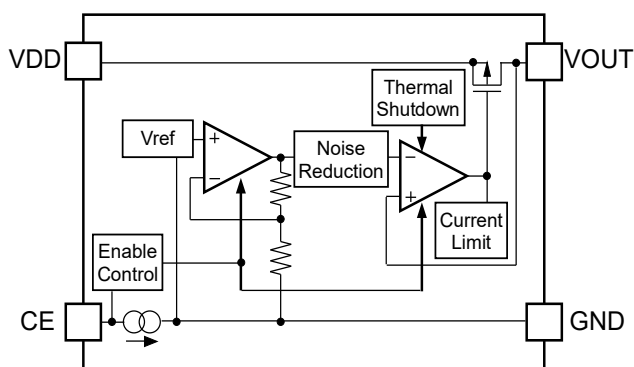 VDD
VOUT
Thermal
Shutdown
Vref
+
−
Noise
Reduction
−
+
Current
Limit
Enable
Control
CE
GND